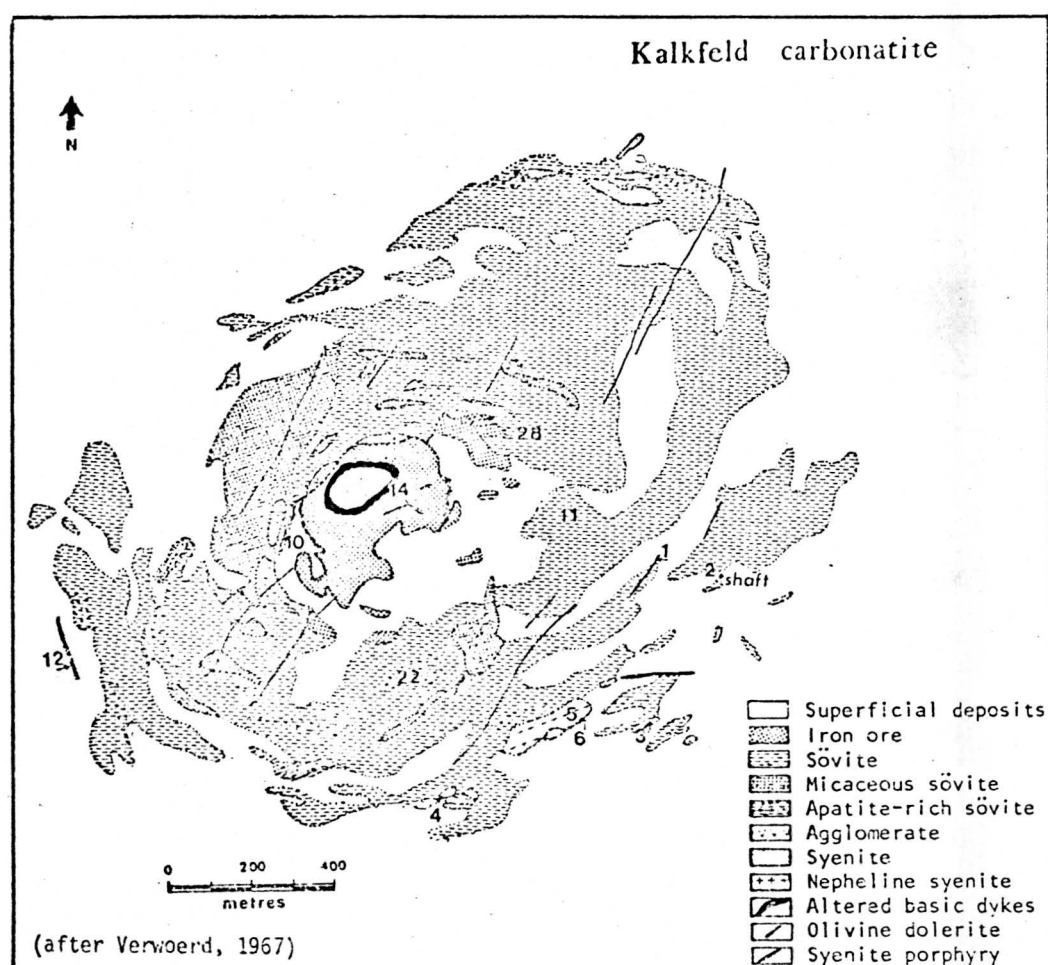 Kalkfeld carbonatite
N
28
14
11
10
1
2 shaft
12
22
5
6
3
4
0 200 400
metres
(after Verwoerd, 1967)
Superficial deposits
Iron ore
Sövite
Micaceous sövite
Apatite-rich sövite
Agglomerate
Syenite
Nepheline syenite
Altered basic dykes
Olivine dolerite
Syenite porphyry